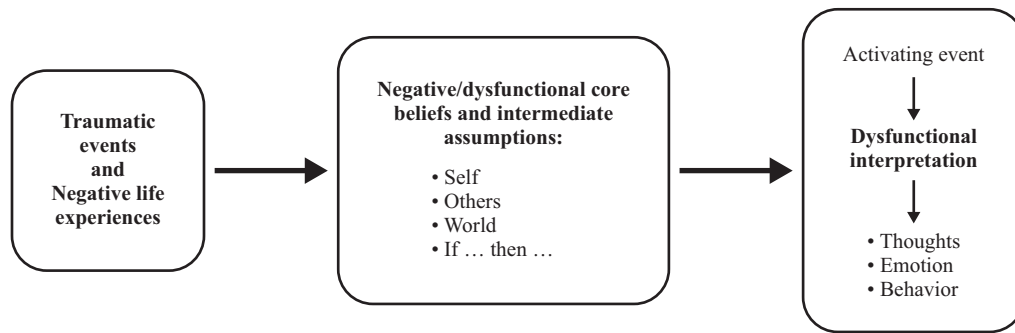 Traumatic
events
and
Negative life
experiences
Negative/dysfunctional core
beliefs and intermediate
assumptions:
• Self
• Others
• World
• If … then …
Activating event
Dysfunctional
interpretation
• Thoughts
• Emotion
• Behavior